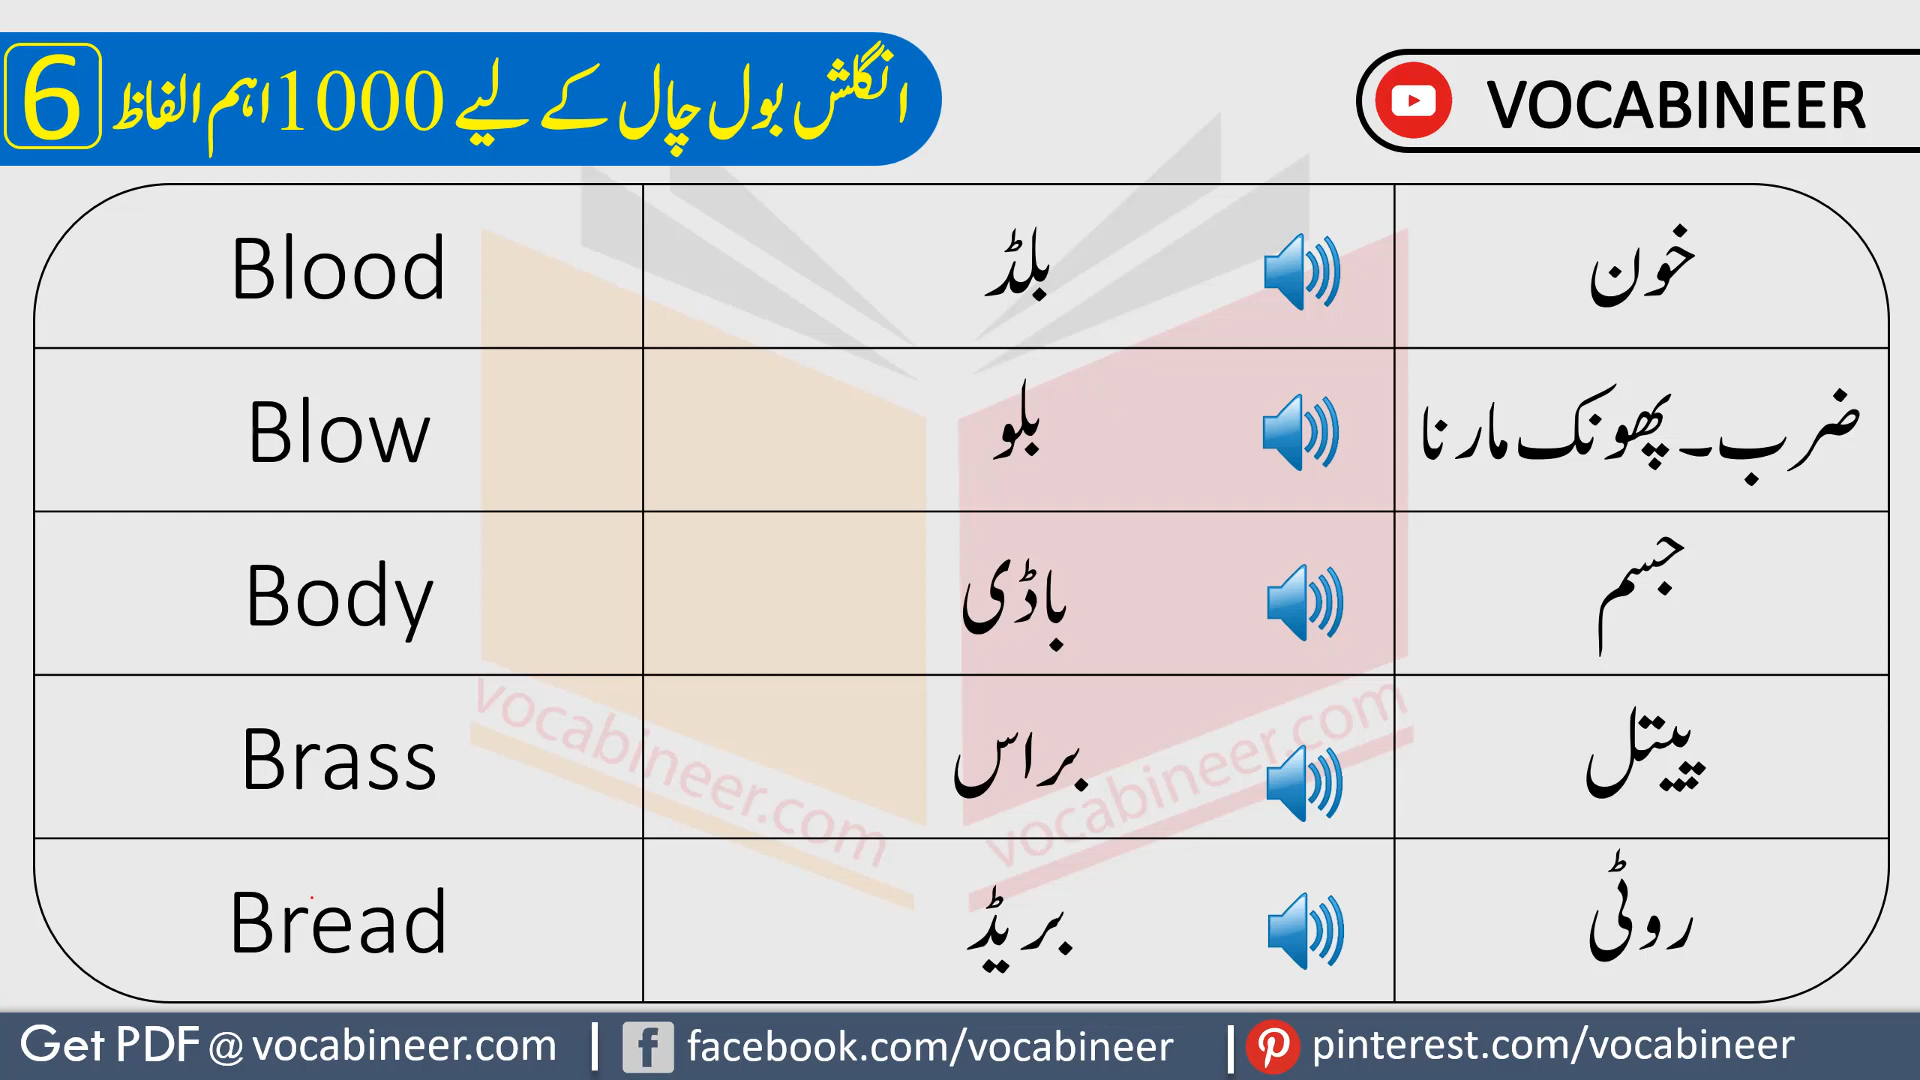 انگلش بول چال کے لیے 1000 اہم الفاظ 6
VOCABINEER
Blood بلڈ خون
Blow بلو ضرب۔ پھونک مارنا
Body باڈی جسم
Brass براس پیتل
Bread بریڈ روٹی
vocabineer.com vocabineer.com
Get PDF @ vocabineer.com | facebook.com/vocabineer | pinterest.com/vocabineer